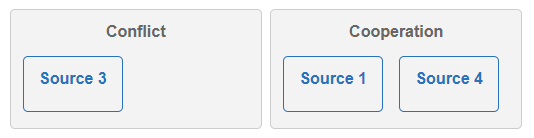 Conflict
Source 3
Cooperation
Source 1
Source 4